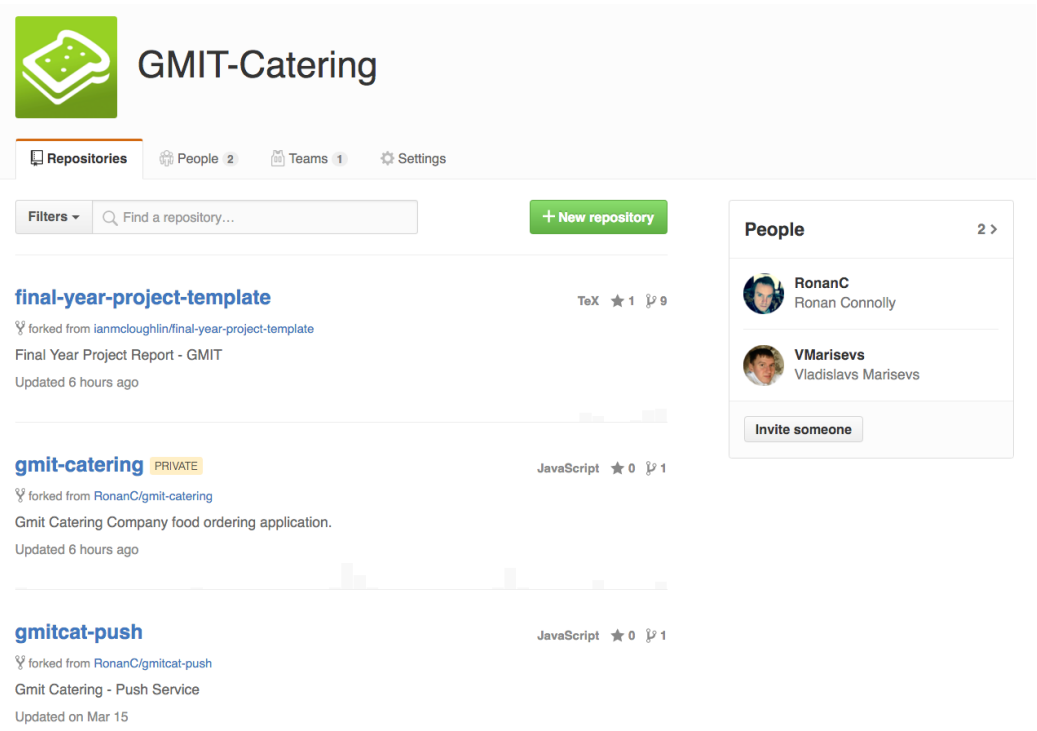 GMIT-Catering
Repositories People 2 Teams 1 Settings
Filters Find a repository… New repository
final-year-project-template TeX 1 9
forked from ianmcloughlin/final-year-project-template
Final Year Project Report - GMIT
Updated 6 hours ago
gmit-catering PRIVATE JavaScript 0 1
forked from RonanC/gmit-catering
Gmit Catering Company food ordering application.
Updated 6 hours ago
gmitcat-push JavaScript 0 1
forked from RonanC/gmitcat-push
Gmit Catering - Push Service
Updated on Mar 15
People 2
RonanC
Ronan Connolly
VMarisevs
Vladislavs Marisevs
Invite someone